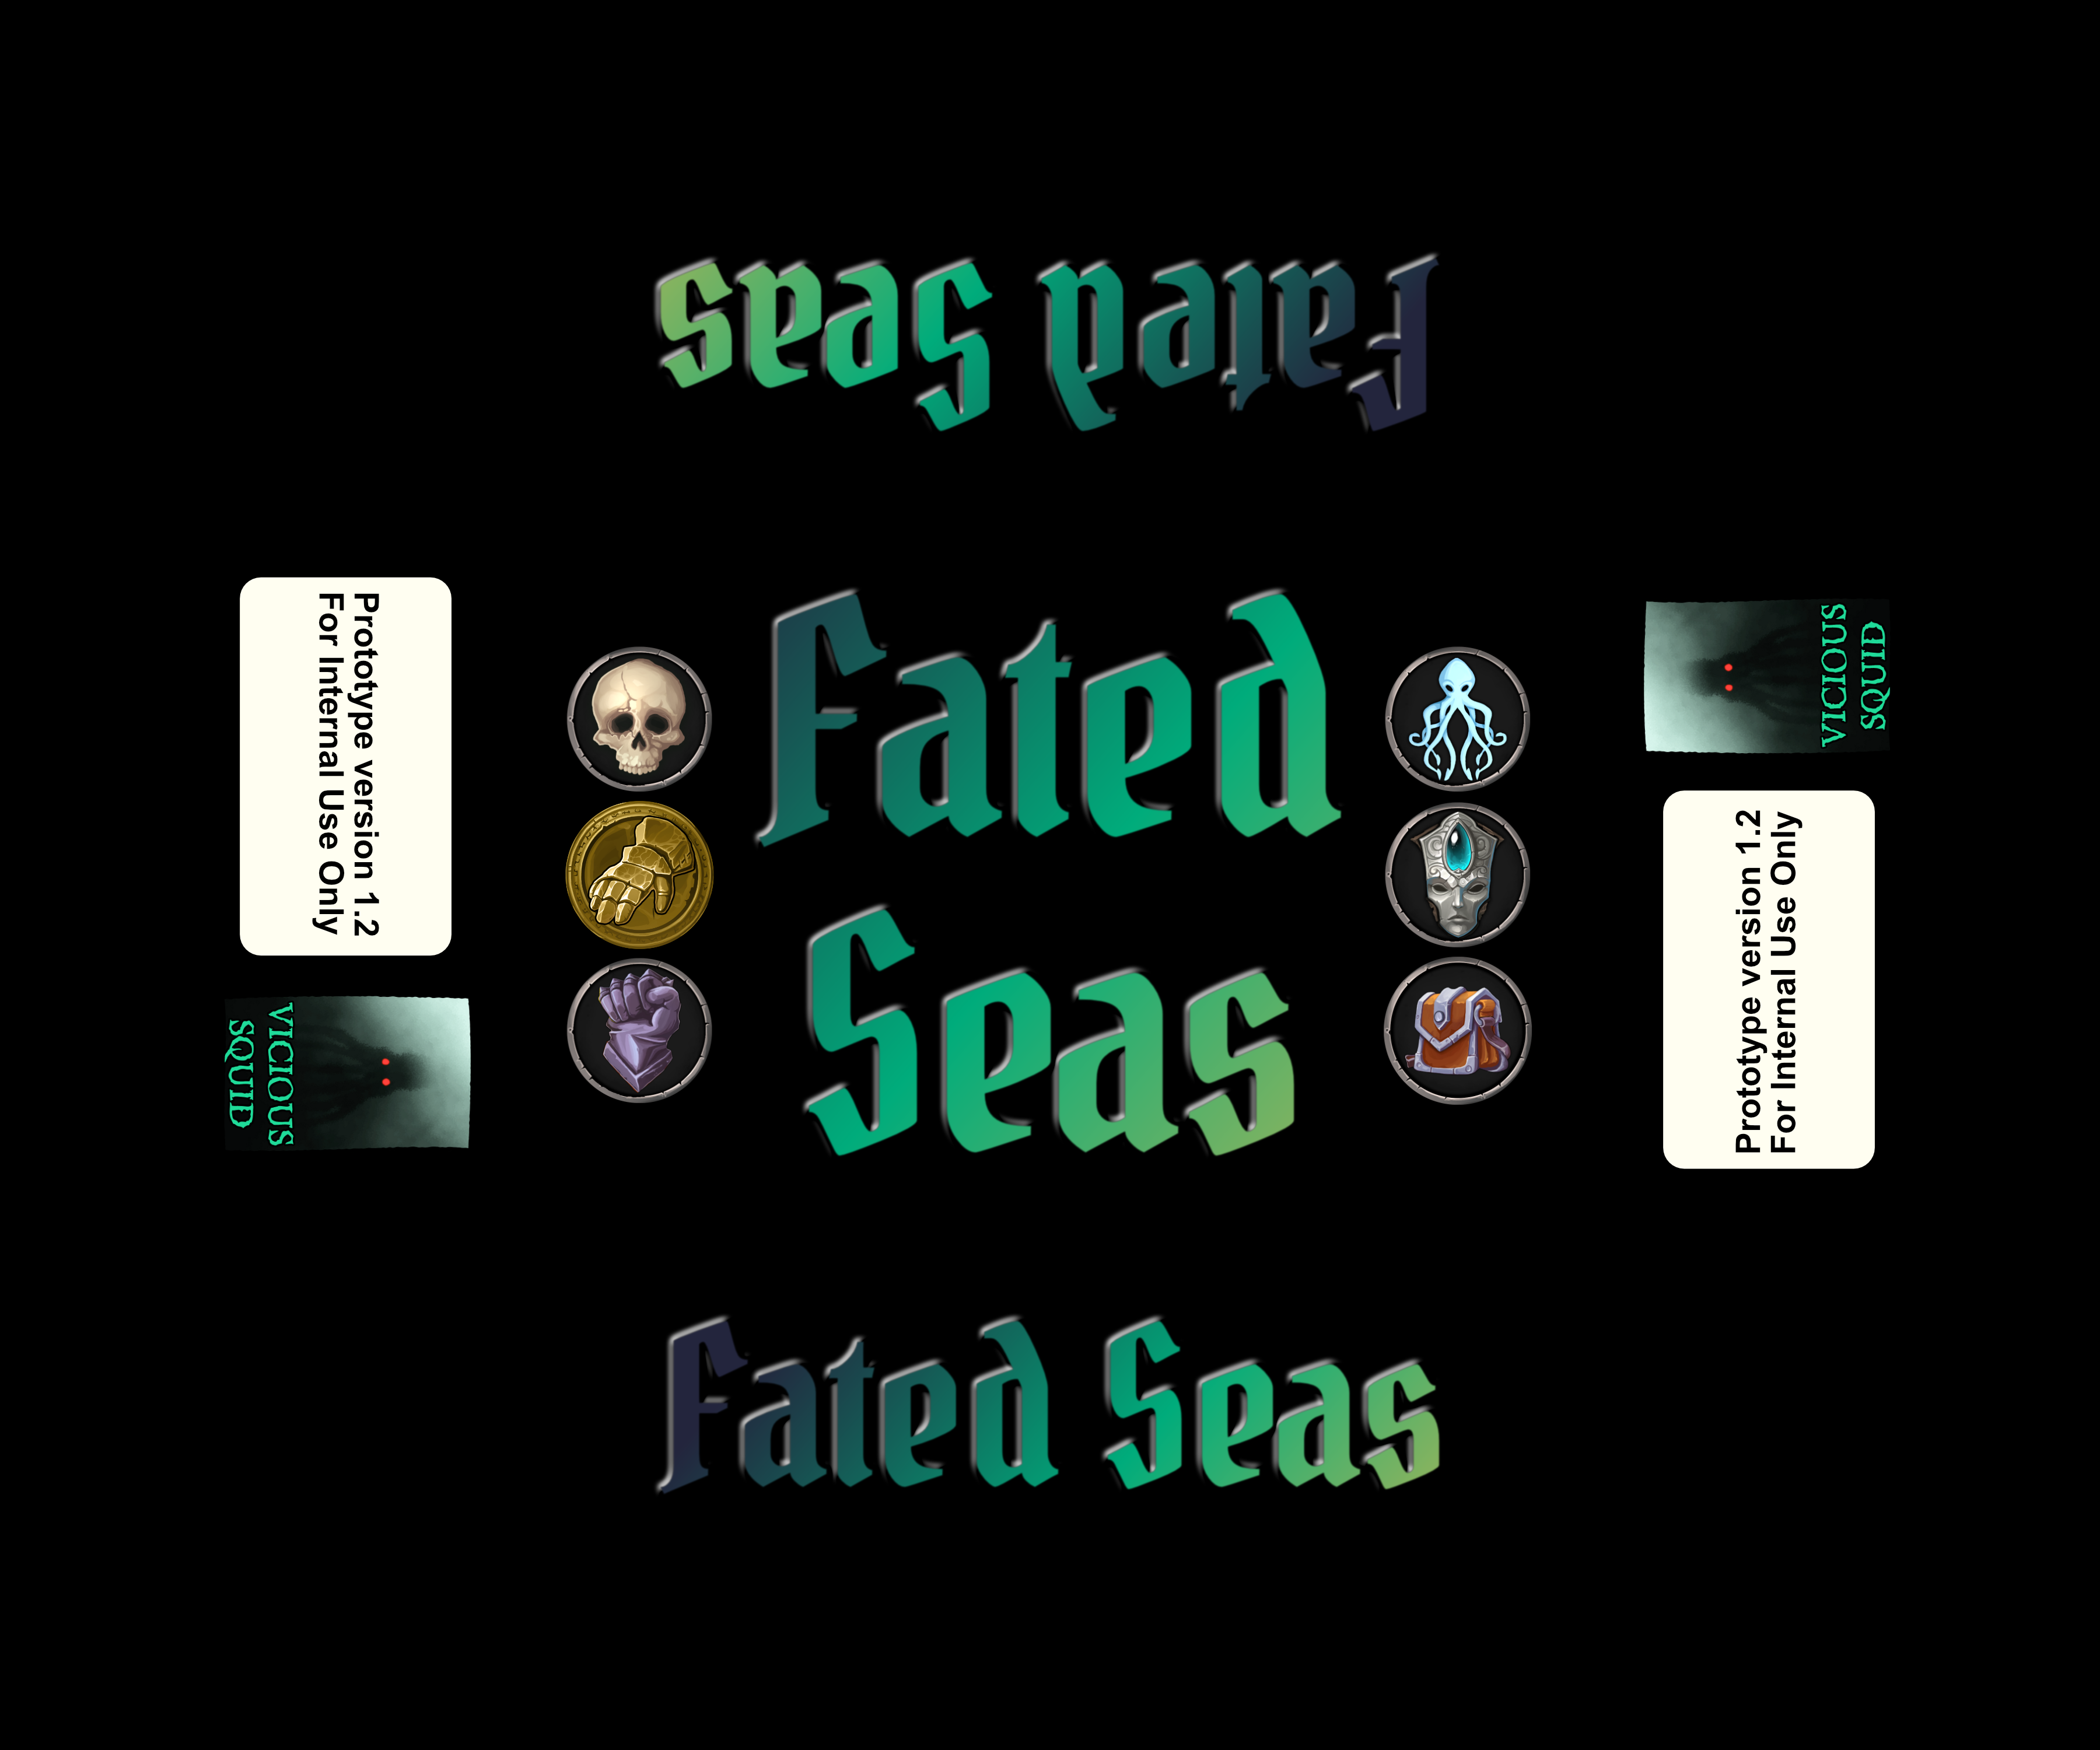 Fated Seas
Prototype version 1.2
For Internal Use Only
VICIOUS
SQUID
Fated
Seas
VICIOUS
SQUID
Prototype version 1.2
For Internal Use Only
Fated Seas